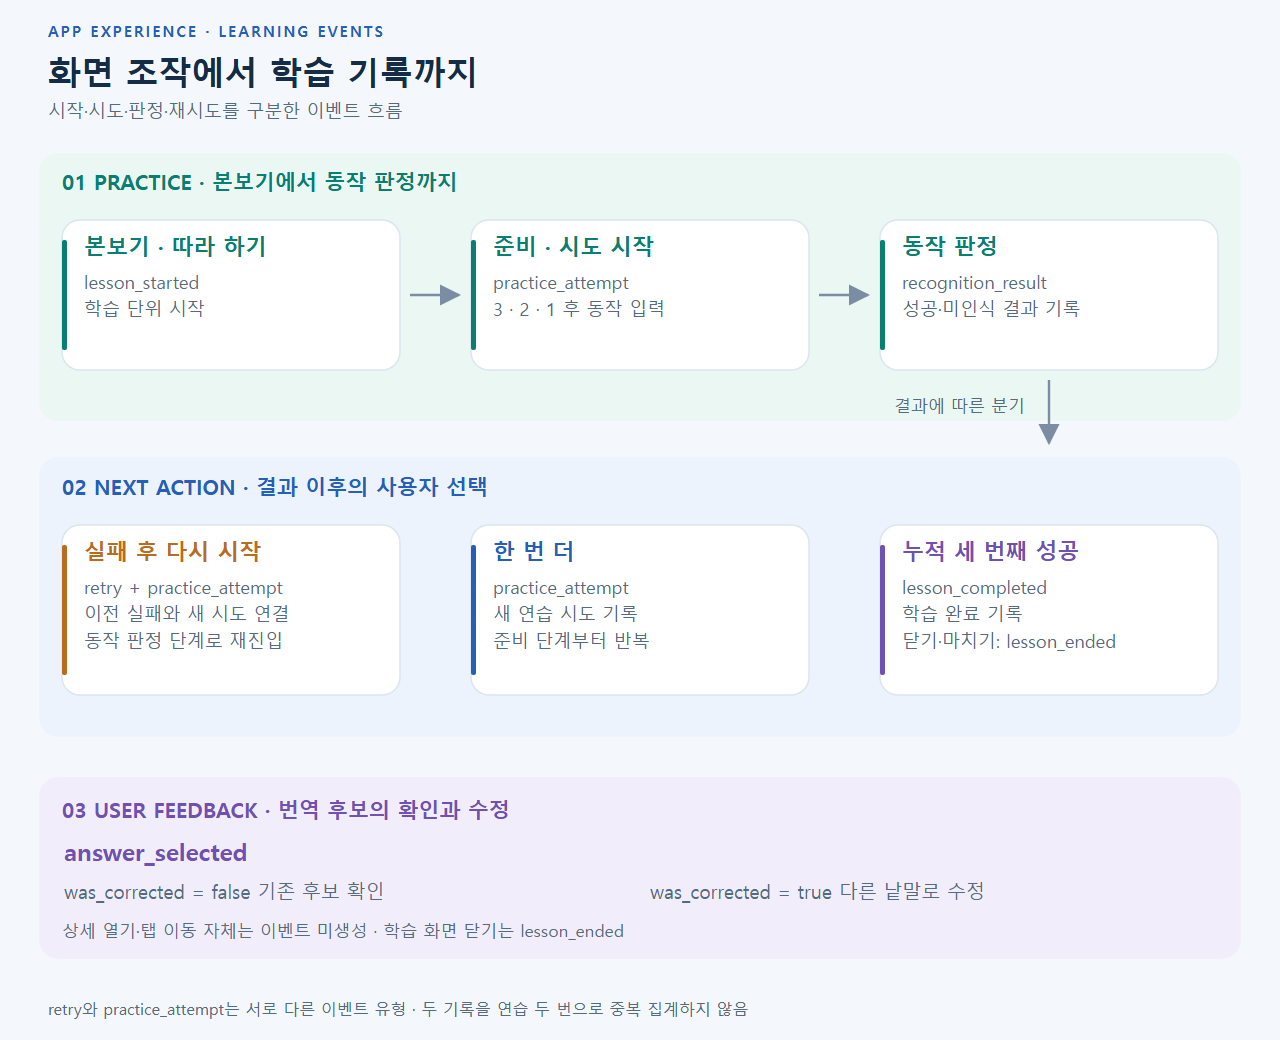 APP EXPERIENCE · LEARNING EVENTS
화면 조작에서 학습 기록까지
시작·시도·판정·재시도를 구분한 이벤트 흐름
01 PRACTICE · 본보기에서 동작 판정까지
본보기 · 따라 하기
lesson_started
학습 단위 시작
준비 · 시도 시작
practice_attempt
3 · 2 · 1 후 동작 입력
동작 판정
recognition_result
성공·미인식 결과 기록
결과에 따른 분기
02 NEXT ACTION · 결과 이후의 사용자 선택
실패 후 다시 시작
retry + practice_attempt
이전 실패와 새 시도 연결
동작 판정 단계로 재진입
한 번 더
practice_attempt
새 연습 시도 기록
준비 단계부터 반복
누적 세 번째 성공
lesson_completed
학습 완료 기록
닫기·마치기: lesson_ended
03 USER FEEDBACK · 번역 후보의 확인과 수정
answer_selected
was_corrected = false 기존 후보 확인
was_corrected = true 다른 낱말로 수정
상세 열기·탭 이동 자체는 이벤트 미생성 · 학습 화면 닫기는 lesson_ended
retry와 practice_attempt는 서로 다른 이벤트 유형 · 두 기록을 연습 두 번으로 중복 집계하지 않음